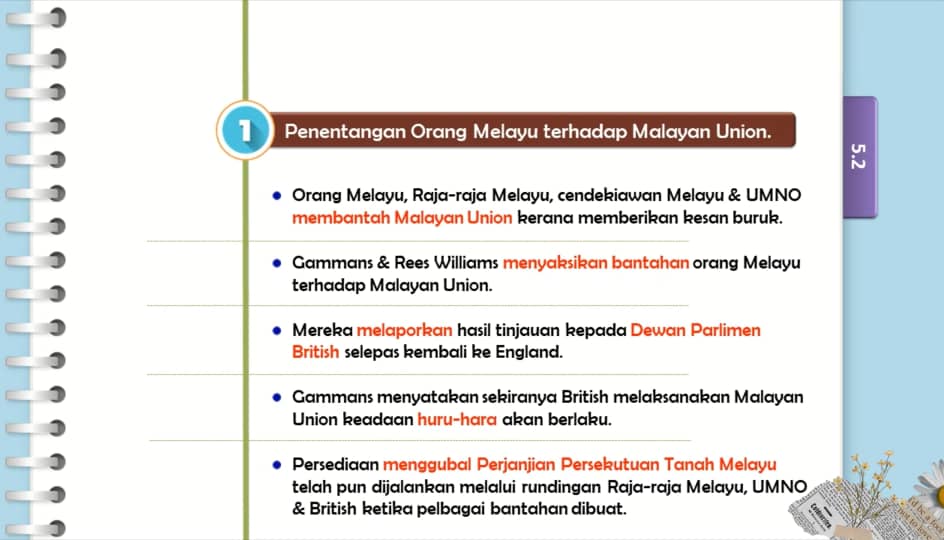 1
Penentangan Orang Melayu terhadap Malayan Union.
5.2
Orang Melayu, Raja-raja Melayu, cendekiawan Melayu & UMNO
membantah Malayan Union kerana memberikan kesan buruk.
Gammans & Rees Williams menyaksikan bantahan orang Melayu
terhadap Malayan Union.
Mereka melaporkan hasil tinjauan kepada Dewan Parlimen
British selepas kembali ke England.
Gammans menyatakan sekiranya British melaksanakan Malayan
Union keadaan huru-hara akan berlaku.
Persediaan menggubal Perjanjian Persekutuan Tanah Melayu
telah pun dijalankan melalui rundingan Raja-raja Melayu, UMNO
& British ketika pelbagai bantahan dibuat.